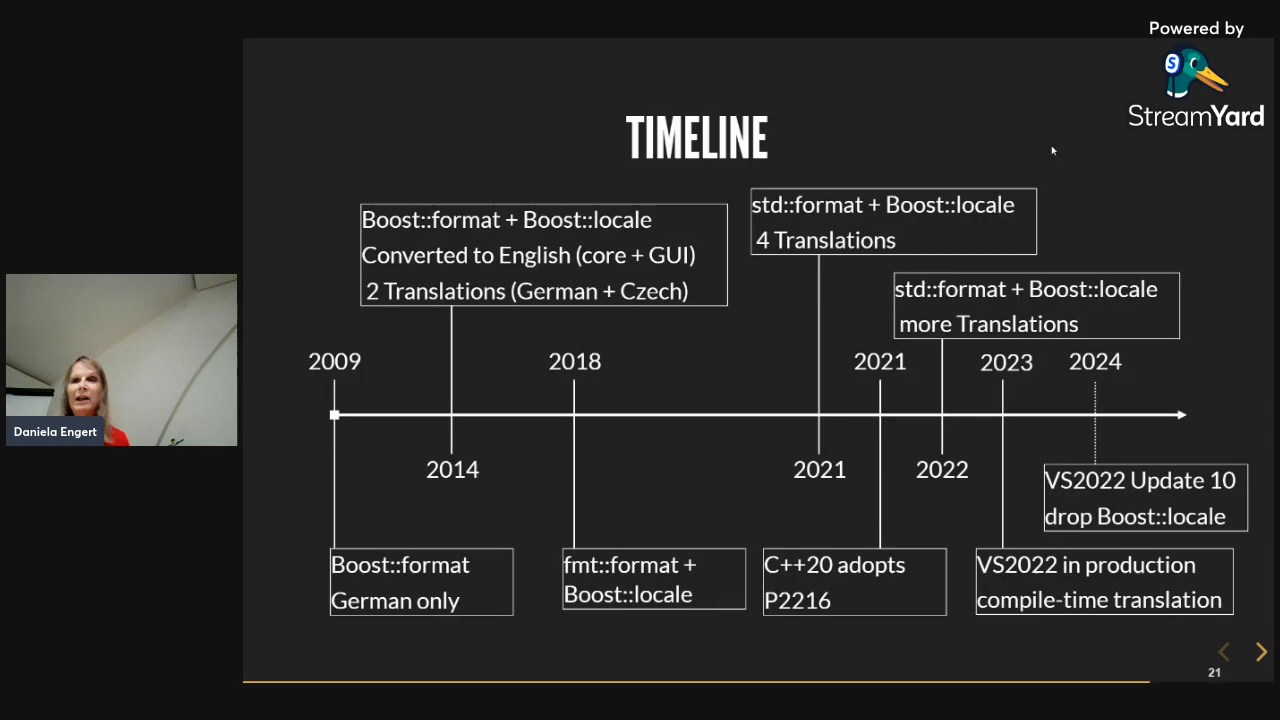 Powered by
S
StreamYard
TIMELINE
Boost::format + Boost::locale
Converted to English (core + GUI)
2 Translations (German + Czech)
std::format + Boost::locale
4 Translations
std::format + Boost::locale
more Translations
2009
2018
2021
2023
2024
2014
2021
2022
VS2022 Update 10
drop Boost::locale
Boost::format
German only
fmt::format +
Boost::locale
C++20 adopts
P2216
VS2022 in production
compile-time translation
Daniela Engert
21